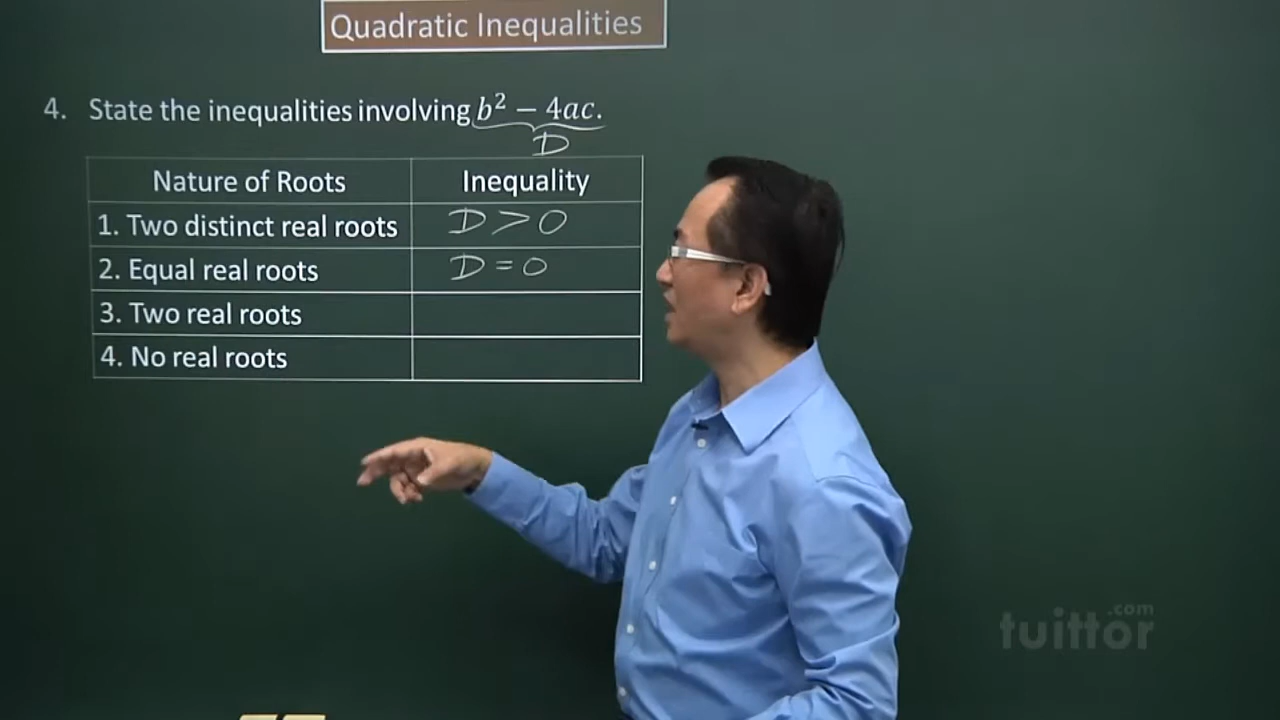 Quadratic Inequalities
4. State the inequalities involving b² − 4ac.
D
Nature of Roots Inequality
1. Two distinct real roots D > 0
2. Equal real roots D = 0
3. Two real roots
4. No real roots
tuittor.com